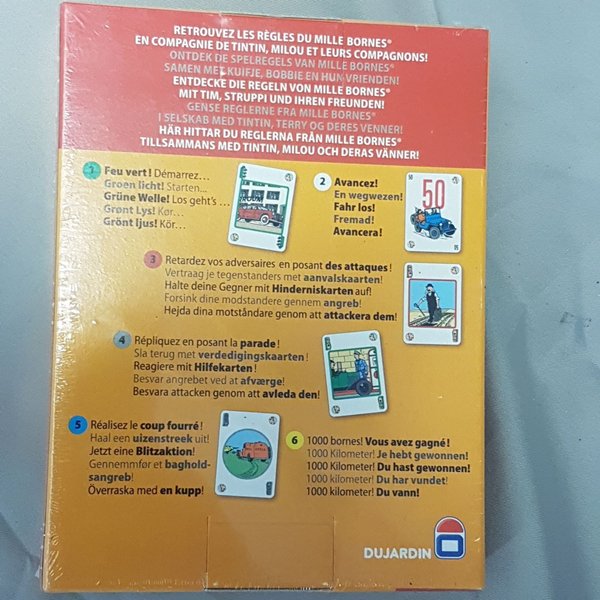 RETROUVEZ LES RÈGLES DU MILLE BORNES®
EN COMPAGNIE DE TINTIN, MILOU ET LEURS COMPAGNONS!
ONTDEK DE SPELREGELS VAN MILLE BORNES®
SAMEN MET KUIFJE, BOBBIE EN HUN VRIENDEN!
ENTDECKE DIE REGELN VON MILLE BORNES®
MIT TIM, STRUPPI UND IHREN FREUNDEN!
GENSE REGLERNE FRA MILLE BORNES®
I SELSKAB MED TINTIN, TERRY OG DERES VENNER!
HÄR HITTAR DU REGLERNA FRÅN MILLE BORNES®
TILLSAMMANS MED TINTIN, MILOU OCH DERAS VÄNNER!
1 Feu vert! Démarrez...
Groen licht! Starten...
Grüne Welle! Los geht's...
Grønt Lys! Kør...
Grönt ljus! Kör...
2 Avancez!
En wegwezen!
Fahr los!
Fremad!
Avancera!
50
50
50
3 Retardez vos adversaires en posant des attaques!
Vertraag je tegenstanders met aanvalskaarten!
Halte deine Gegner mit Hinderniskarten auf!
Forsink dine modstandere gennem angreb!
Hejda dina motståndare genom att attackera dem!
4 Répliquez en posant la parade!
Sla terug met verdedigingskaarten!
Reagiere mit Hilfekarten!
Besvar angrebet ved at afværge!
Besvara attacken genom att avleda den!
5 Réalisez le coup fourré!
Haal een uizenstreek uit!
Jetzt eine Blitzaktion!
Gennemmfør et baghold-
sangreb!
Överraska med en kupp!
6 1000 bornes! Vous avez gagné!
1000 Kilometer! Je hebt gewonnen!
1000 Kilometer! Du hast gewonnen!
1000 kilometer! Du har vundet!
1000 kilometer! Du vann!
DUJARDIN